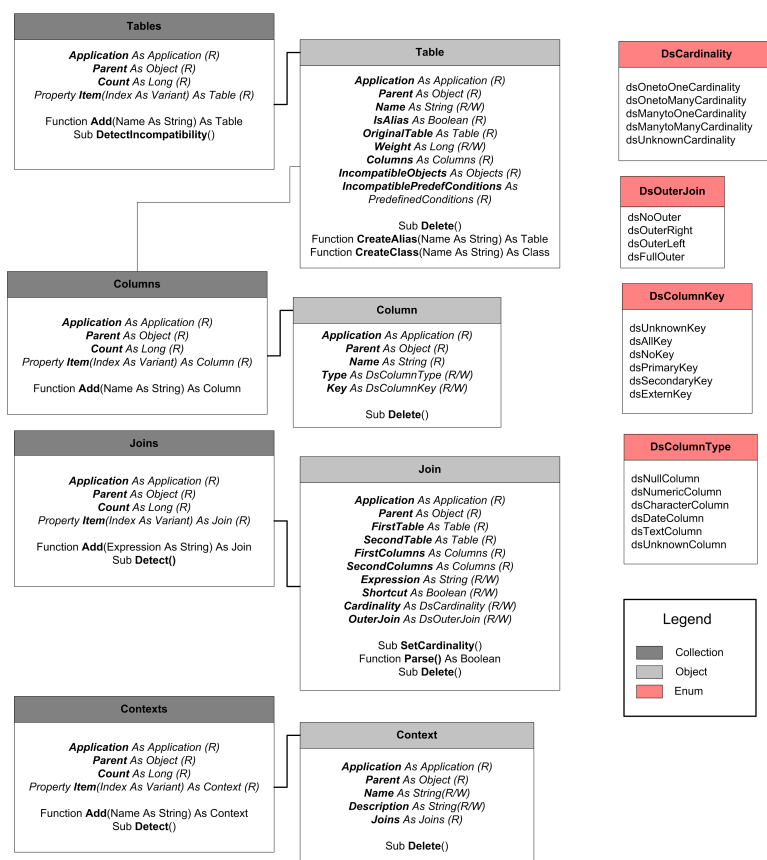 Tables
Application As Application (R)
Parent As Object (R)
Count As Long (R)
Property Item(Index As Variant) As Table (R)
Function Add(Name As String) As Table
Sub DetectIncompatibility()
Table
Application As Application (R)
Parent As Object (R)
Name As String (R/W)
IsAlias As Boolean (R)
OriginalTable As Table (R)
Weight As Long (R/W)
Columns As Columns (R)
IncompatibleObjects As Objects (R)
IncompatiblePredefConditions As
PredefinedConditions (R)
Sub Delete()
Function CreateAlias(Name As String) As Table
Function CreateClass(Name As String) As Class
Columns
Application As Application (R)
Parent As Object (R)
Count As Long (R)
Property Item(Index As Variant) As Column (R)
Function Add(Name As String) As Column
Column
Application As Application (R)
Parent As Object (R)
Name As String (R)
Type As DsColumnType (R/W)
Key As DsColumnKey (R/W)
Sub Delete()
Joins
Application As Application (R)
Parent As Object (R)
Count As Long (R)
Property Item(Index As Variant) As Join (R)
Function Add(Expression As String) As Join
Sub Detect()
Join
Application As Application (R)
Parent As Object (R)
FirstTable As Table (R)
SecondTable As Table (R)
FirstColumns As Columns (R)
SecondColumns As Columns (R)
Expression As String (R/W)
Shortcut As Boolean (R/W)
Cardinality As DsCardinality (R/W)
OuterJoin As DsOuterJoin (R/W)
Sub SetCardinality()
Function Parse() As Boolean
Sub Delete()
Contexts
Application As Application (R)
Parent As Object (R)
Count As Long (R)
Property Item(Index As Variant) As Context (R)
Function Add(Name As String) As Context
Sub Detect()
Context
Application As Application (R)
Parent As Object (R)
Name As String(R/W)
Description As String(R/W)
Joins As Joins (R)
Sub Delete()
DsCardinality
dsOnetoOneCardinality
dsOnetoManyCardinality
dsManytoOneCardinality
dsManytoManyCardinality
dsUnknownCardinality
DsOuterJoin
dsNoOuter
dsOuterRight
dsOuterLeft
dsFullOuter
DsColumnKey
dsUnknownKey
dsAllKey
dsNoKey
dsPrimaryKey
dsSecondaryKey
dsExternKey
DsColumnType
dsNullColumn
dsNumericColumn
dsCharacterColumn
dsDateColumn
dsTextColumn
dsUnknownColumn
Legend
Collection
Object
Enum